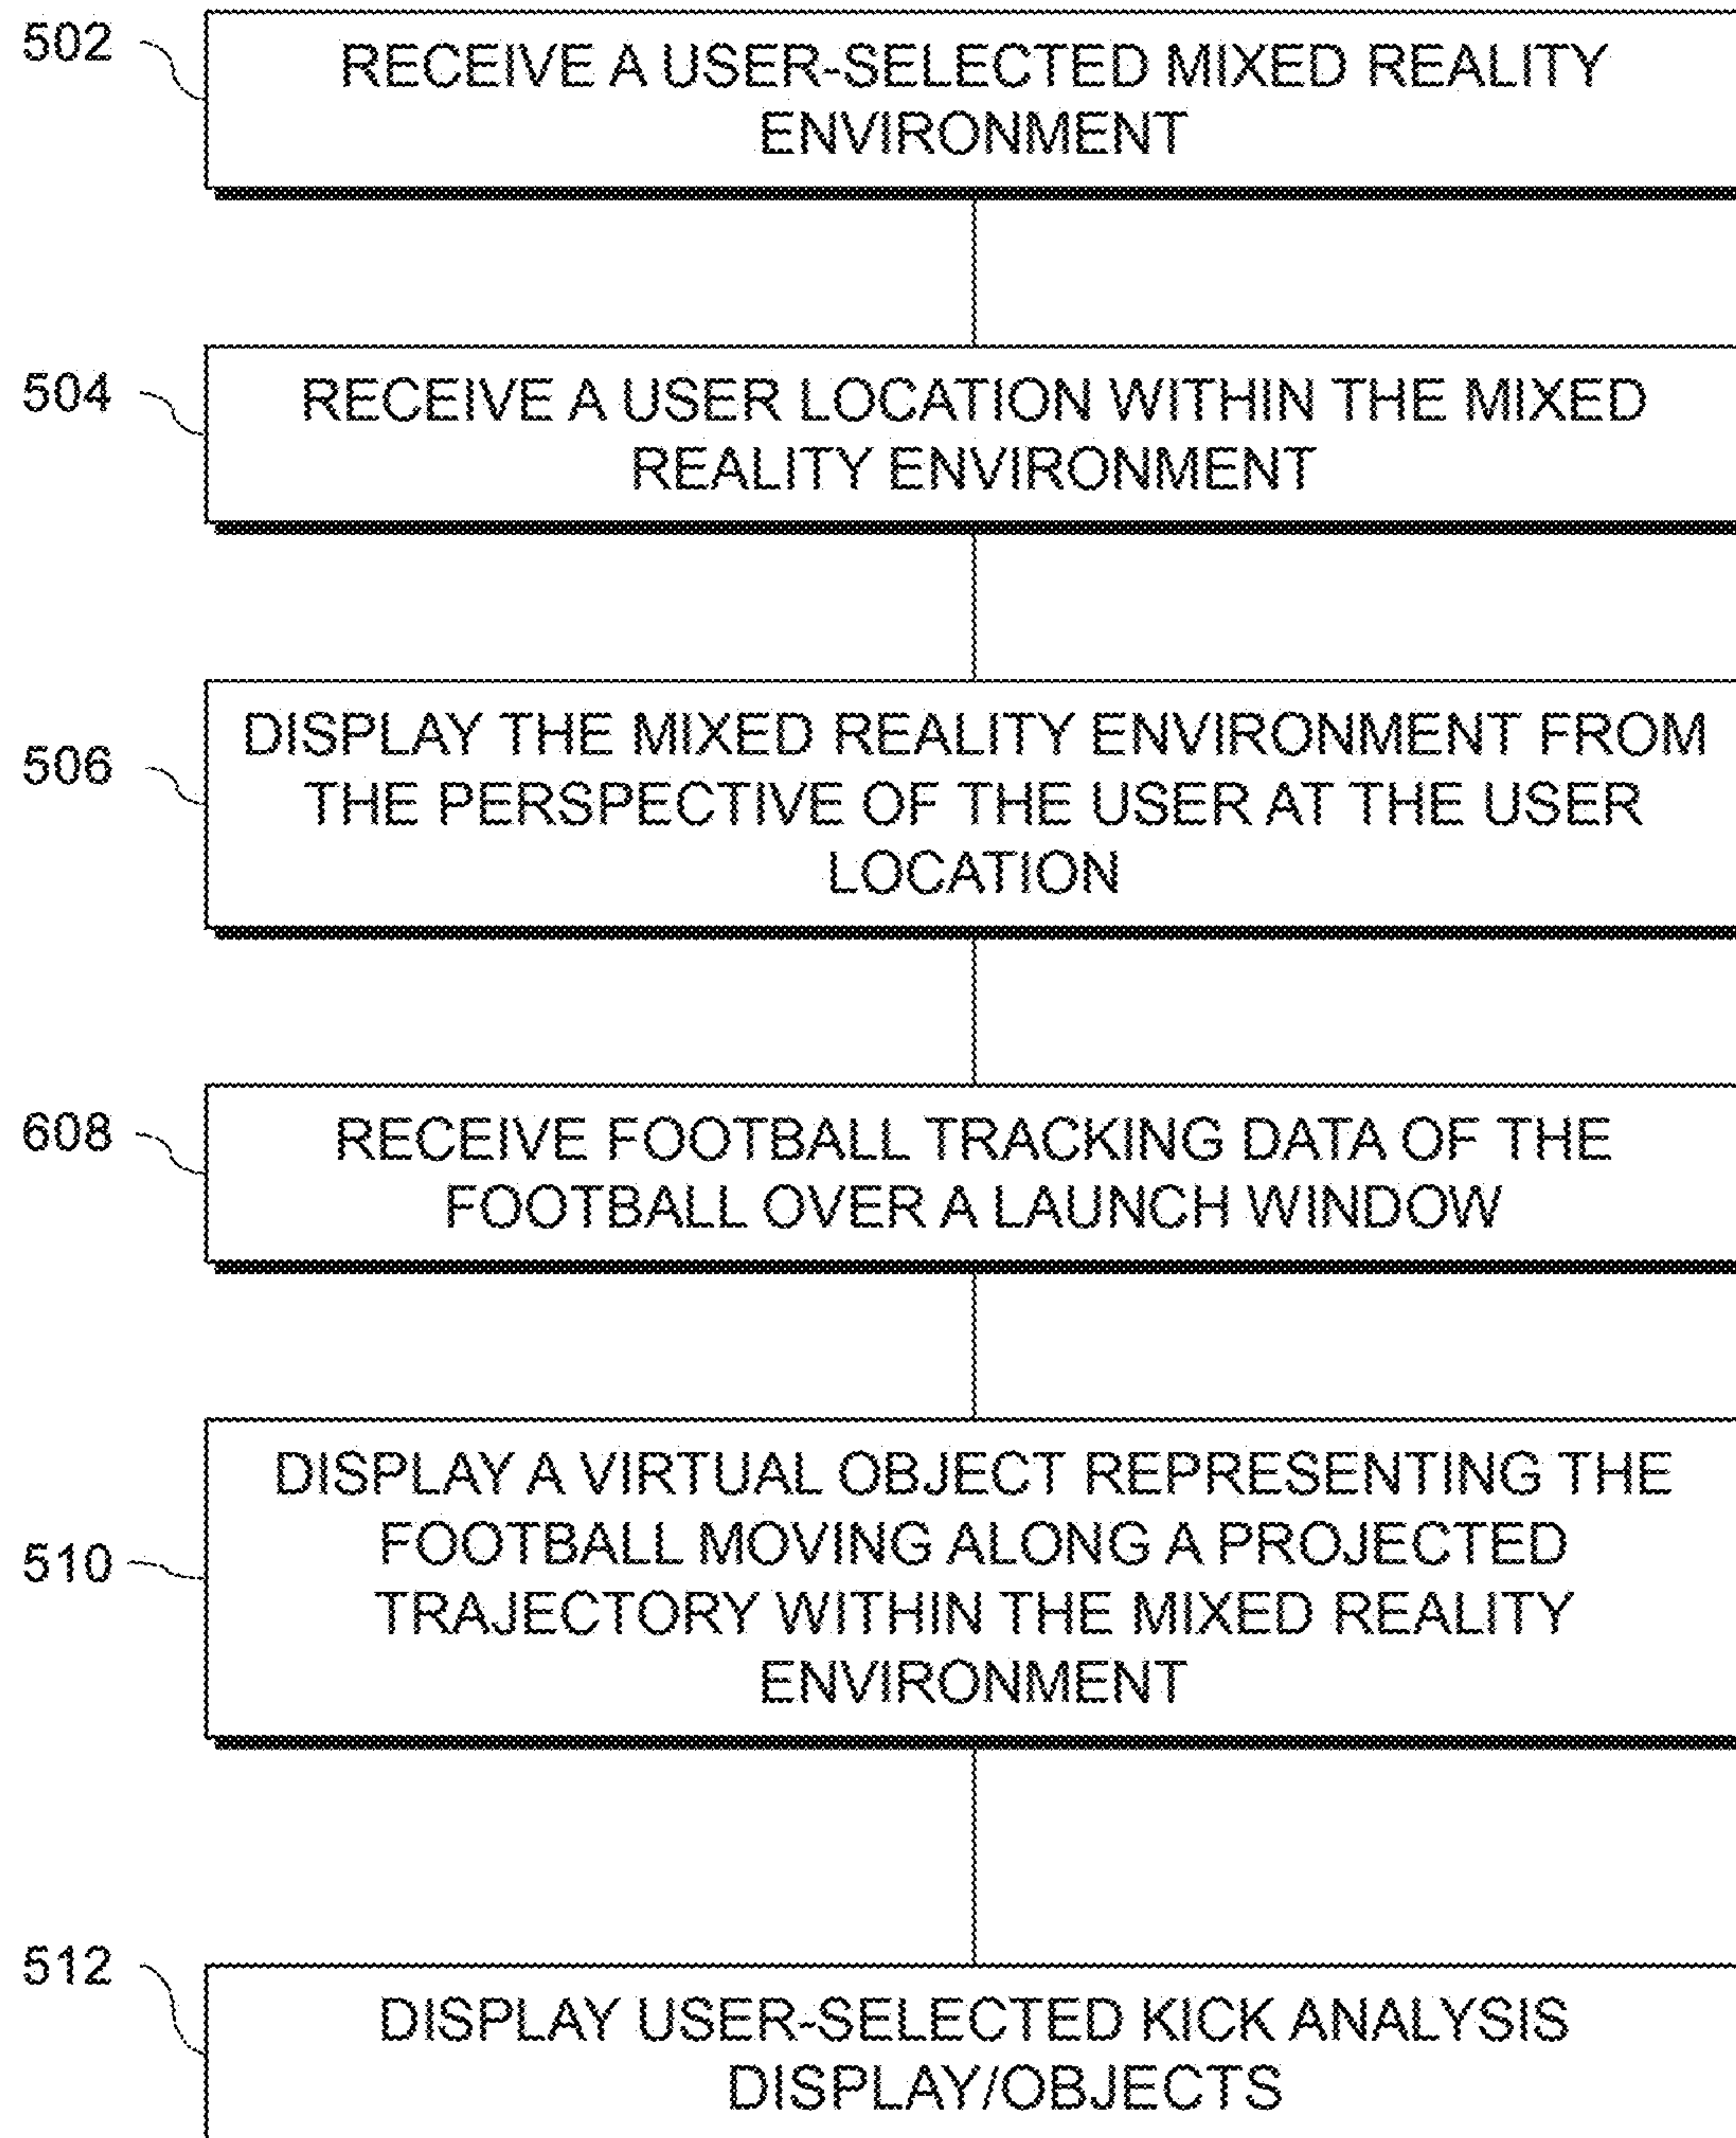 502
RECEIVE A USER-SELECTED MIXED REALITY
ENVIRONMENT
504
RECEIVE A USER LOCATION WITHIN THE MIXED
REALITY ENVIRONMENT
506
DISPLAY THE MIXED REALITY ENVIRONMENT FROM
THE PERSPECTIVE OF THE USER AT THE USER
LOCATION
608
RECEIVE FOOTBALL TRACKING DATA OF THE
FOOTBALL OVER A LAUNCH WINDOW
510
DISPLAY A VIRTUAL OBJECT REPRESENTING THE
FOOTBALL MOVING ALONG A PROJECTED
TRAJECTORY WITHIN THE MIXED REALITY
ENVIRONMENT
512
DISPLAY USER-SELECTED KICK ANALYSIS
DISPLAY/OBJECTS